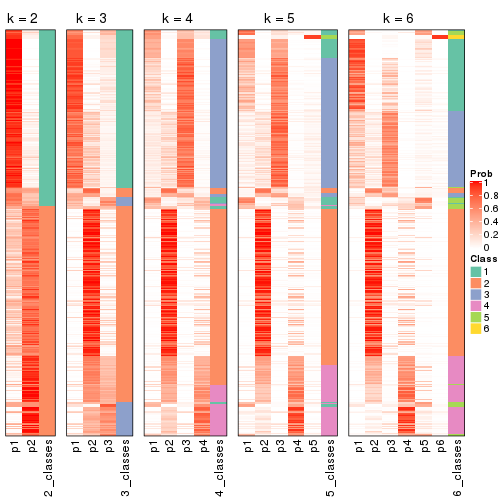 k = 2
k = 3
k = 4
k = 5
k = 6
Prob
1
0.8
0.6
0.4
0.2
0
Class
1
2
3
4
5
6
p1
p2
2_classes
p1
p2
p3
3_classes
p1
p2
p3
p4
4_classes
p1
p2
p3
p4
p5
5_classes
p1
p2
p3
p4
p5
p6
6_classes